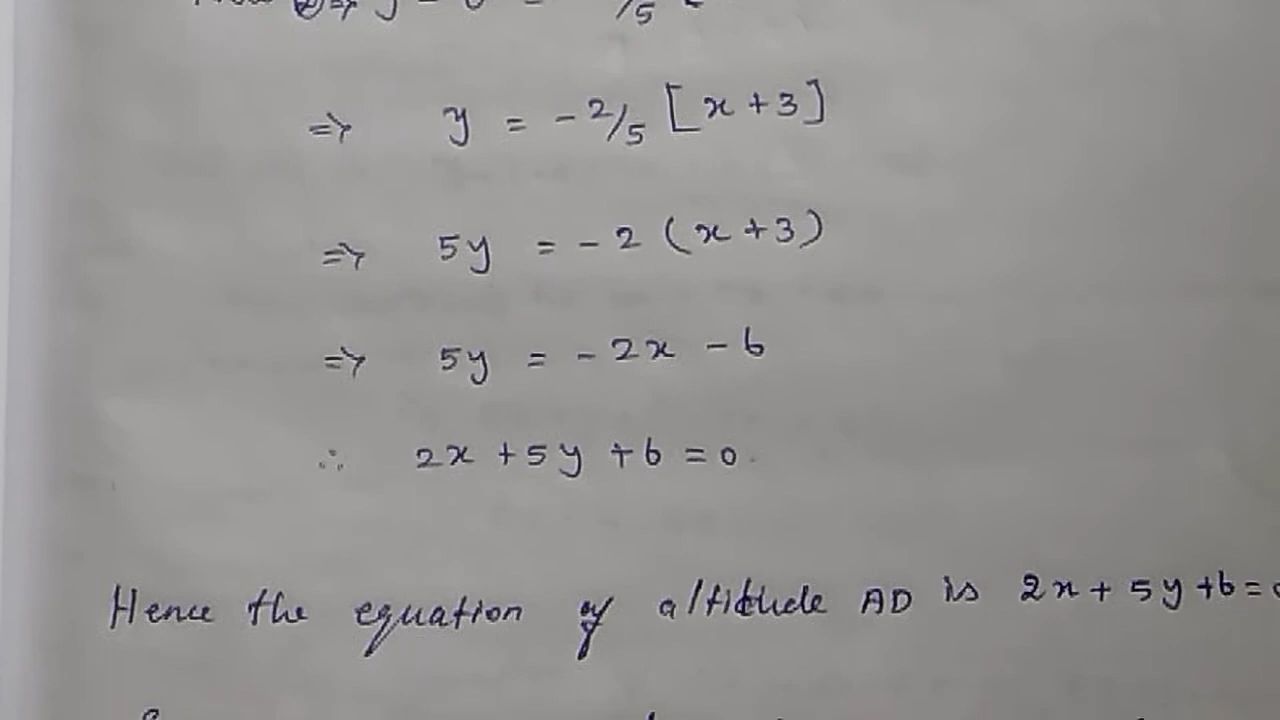 ⇒ y = -2/5 [x + 3]
⇒ 5y = -2 (x + 3)
⇒ 5y = -2x - 6
∴ 2x + 5y + 6 = 0.
Hence the equation of altitude AD is 2x + 5y + 6 =